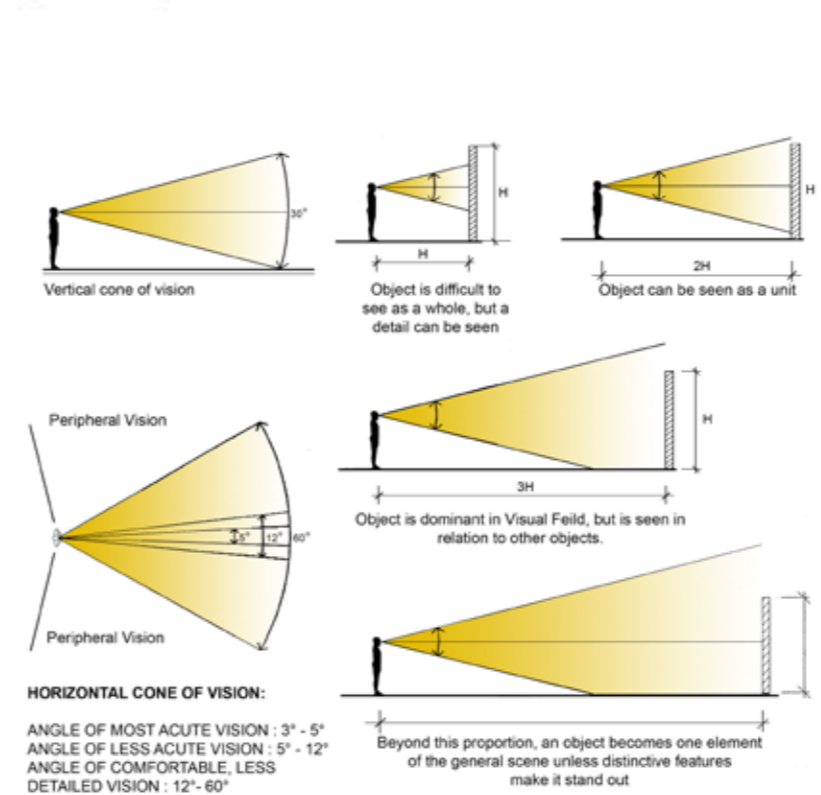 30°
Vertical cone of vision
H
H
Object is difficult to
see as a whole, but a
detail can be seen
H
2H
Object can be seen as a unit
Peripheral Vision
5°
12°
60°
Peripheral Vision
H
3H
Object is dominant in Visual Feild, but is seen in
relation to other objects.
HORIZONTAL CONE OF VISION:
ANGLE OF MOST ACUTE VISION : 3° - 5°
ANGLE OF LESS ACUTE VISION : 5° - 12°
ANGLE OF COMFORTABLE, LESS
DETAILED VISION : 12°- 60°
Beyond this proportion, an object becomes one element
of the general scene unless distinctive features
make it stand out